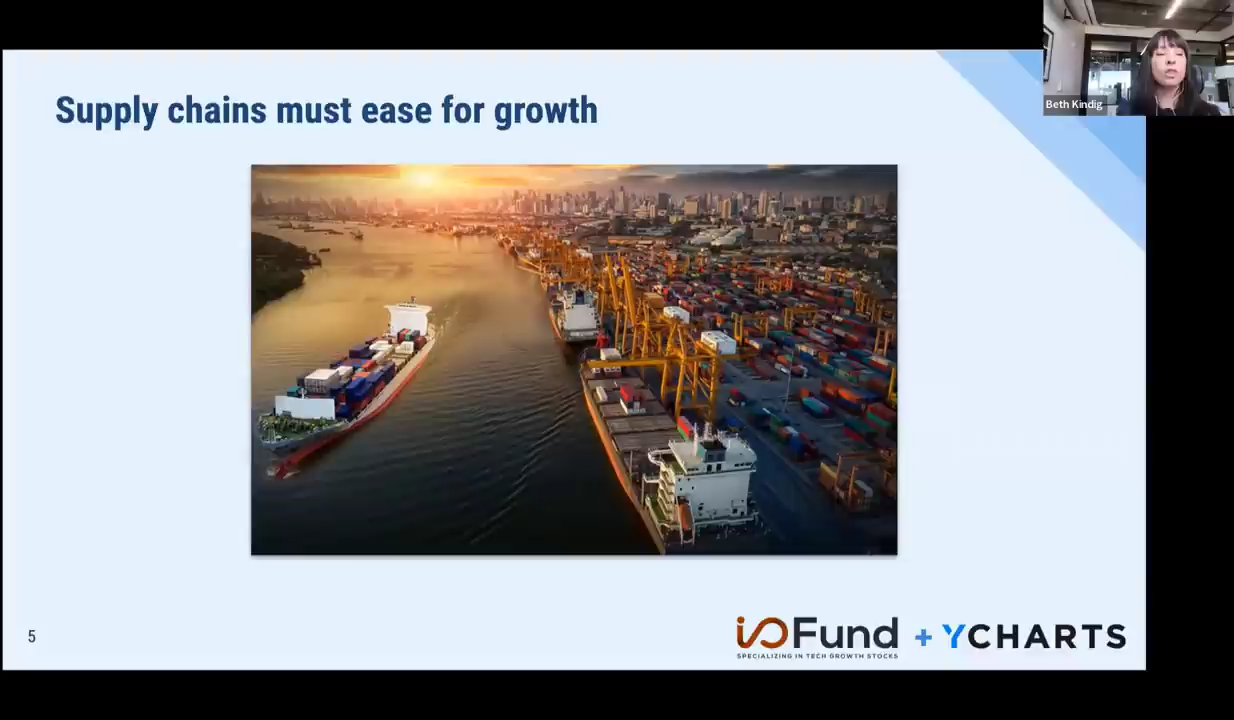 Beth Kindig
Supply chains must ease for growth
5
ioFund + YCHARTS
SPECIALIZING IN TECH GROWTH STOCKS